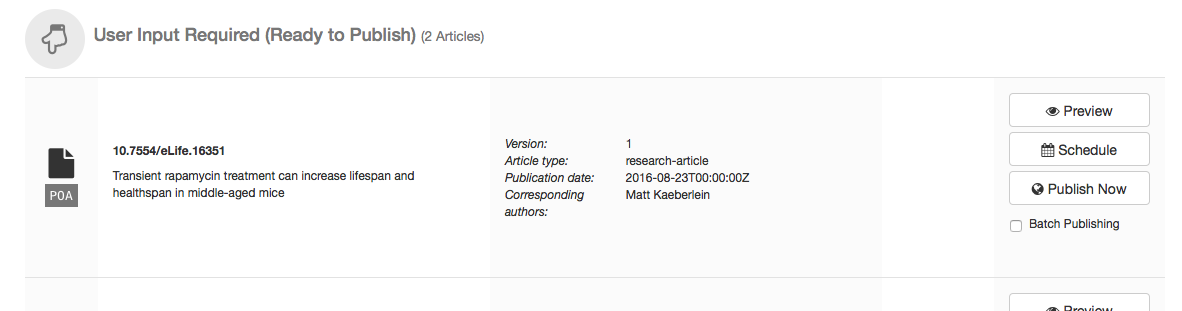 User Input Required (Ready to Publish) (2 Articles)
POA
10.7554/eLife.16351
Transient rapamycin treatment can increase lifespan and
healthspan in middle-aged mice
Version: 1
Article type: research-article
Publication date: 2016-08-23T00:00:00Z
Corresponding Matt Kaeberlein
authors:
Preview
Schedule
Publish Now
Batch Publishing
Preview